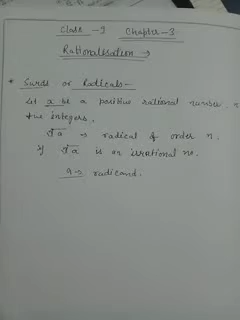 Class - 9 Chapter - 3
Rationalisation →
* Surds or Radicals -
Let a be a positive rational number, n
+ve integers,
ⁿ√a is radical of order n.
if ⁿ√a is an irrational no.
a is radicand.